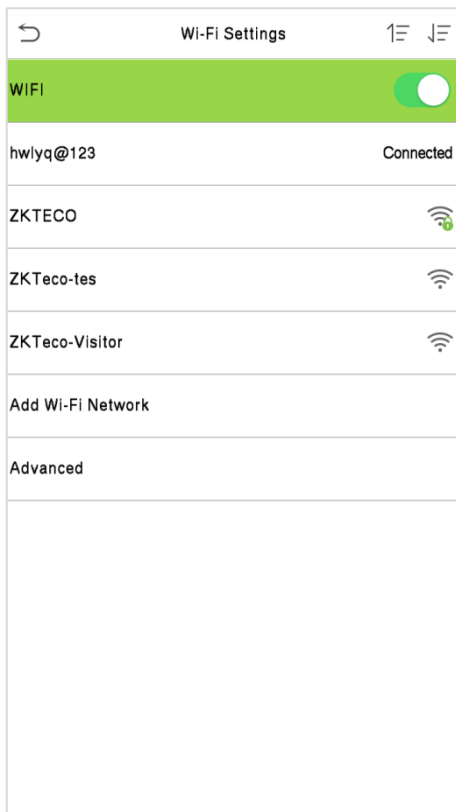 Wi-Fi Settings
WIFI
hwlyq@123 Connected
ZKTECO
ZKTeco-tes
ZKTeco-Visitor
Add Wi-Fi Network
Advanced